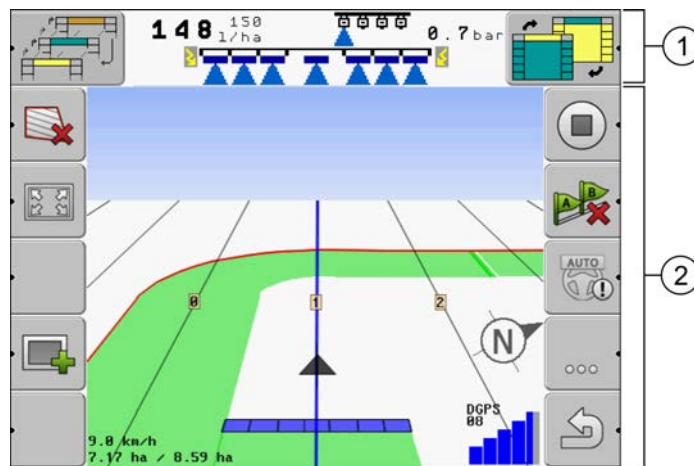 148 150 l/ha 0.7 bar
1
A B
AUTO
2
0 1 2
N
DGPS
08
9.0 km/h
7.17 ha / 8.59 ha